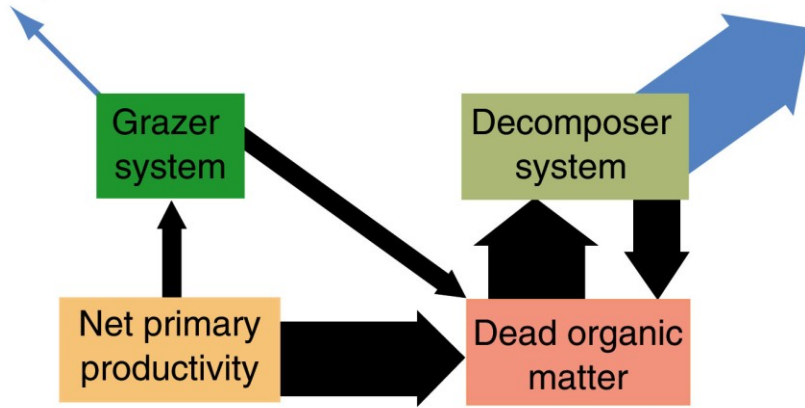 Grazer
system
Decomposer
system
Net primary
productivity
Dead organic
matter